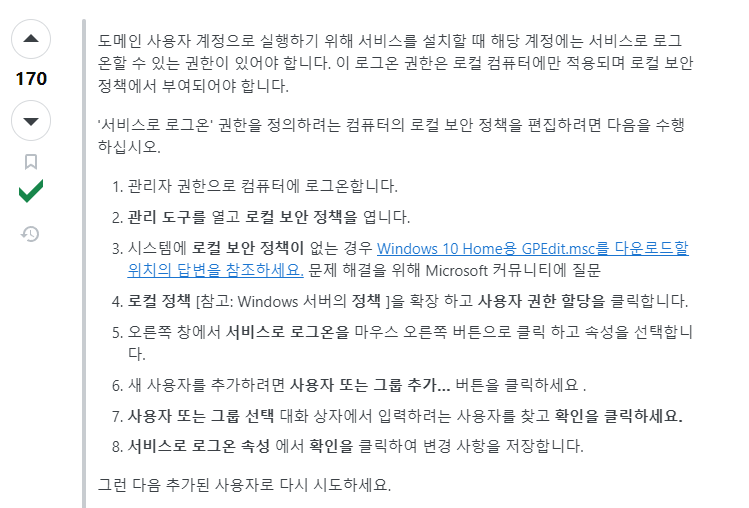 도메인 사용자 계정으로 실행하기 위해 서비스를 설치할 때 해당 계정에는 서비스로 로그
온할 수 있는 권한이 있어야 합니다. 이 로그온 권한은 로컬 컴퓨터에만 적용되며 로컬 보안
정책에서 부여되어야 합니다.
170
'서비스로 로그온' 권한을 정의하려는 컴퓨터의 로컬 보안 정책을 편집하려면 다음을 수행
하십시오.
1. 관리자 권한으로 컴퓨터에 로그온합니다.
2. 관리 도구를 열고 로컬 보안 정책을 엽니다.
3. 시스템에 로컬 보안 정책이 없는 경우 Windows 10 Home용 GPEdit.msc를 다운로드할
위치의 답변을 참조하세요. 문제 해결을 위해 Microsoft 커뮤니티에 질문
4. 로컬 정책 [참고: Windows 서버의 정책 ]을 확장 하고 사용자 권한 할당을 클릭합니다.
5. 오른쪽 창에서 서비스로 로그온을 마우스 오른쪽 버튼으로 클릭 하고 속성을 선택합니
다.
6. 새 사용자를 추가하려면 사용자 또는 그룹 추가... 버튼을 클릭하세요 .
7. 사용자 또는 그룹 선택 대화 상자에서 입력하려는 사용자를 찾고 확인을 클릭하세요.
8. 서비스로 로그온 속성 에서 확인을 클릭하여 변경 사항을 저장합니다.
그런 다음 추가된 사용자로 다시 시도하세요.